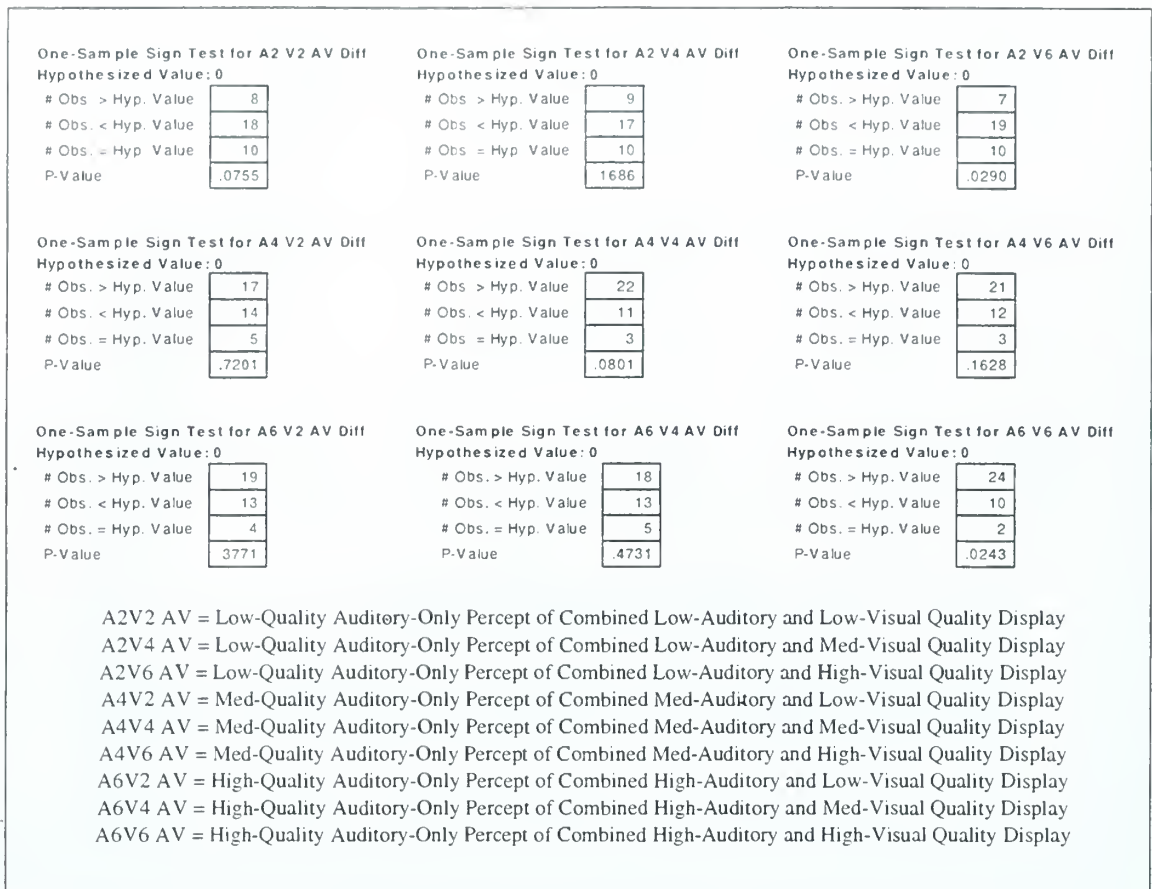 One-Sample Sign Test for A2 V2 AV Diff
Hypothesized Value: 0
# Obs > Hyp. Value 8
# Obs. < Hyp. Value 18
# Obs. = Hyp Value 10
P-Value .0755
One-Sample Sign Test for A2 V4 AV Diff
Hypothesized Value: 0
# Obs > Hyp. Value 9
# Obs < Hyp. Value 17
# Obs = Hyp Value 10
P-Value 1686
One-Sample Sign Test for A2 V6 AV Diff
Hypothesized Value: 0
# Obs. > Hyp. Value 7
# Obs < Hyp. Value 19
# Obs. = Hyp. Value 10
P-Value .0290
One-Sample Sign Test for A4 V2 AV Diff
Hypothesized Value: 0
# Obs. > Hyp. Value 17
# Obs. < Hyp. Value 14
# Obs. = Hyp. Value 5
P-Value .7201
One-Sample Sign Test for A4 V4 AV Diff
Hypothesized Value: 0
# Obs > Hyp. Value 22
# Obs. < Hyp. Value 11
# Obs = Hyp. Value 3
P-Value .0801
One-Sample Sign Test for A4 V6 AV Diff
Hypothesized Value: 0
# Obs. > Hyp. Value 21
# Obs. < Hyp. Value 12
# Obs. = Hyp. Value 3
P-Value .1628
One-Sample Sign Test for A6 V2 AV Diff
Hypothesized Value: 0
# Obs. > Hyp. Value 19
# Obs. < Hyp. Value 13
# Obs. = Hyp. Value 4
P-Value 3771
One-Sample Sign Test for A6 V4 AV Diff
Hypothesized Value: 0
# Obs. > Hyp. Value 18
# Obs. < Hyp. Value 13
# Obs. = Hyp. Value 5
P-Value .4731
One-Sample Sign Test for A6 V6 AV Diff
Hypothesized Value: 0
# Obs. > Hyp. Value 24
# Obs. < Hyp. Value 10
# Obs. = Hyp. Value 2
P-Value .0243
A2V2 AV = Low-Quality Auditory-Only Percept of Combined Low-Auditory and Low-Visual Quality Display
A2V4 AV = Low-Quality Auditory-Only Percept of Combined Low-Auditory and Med-Visual Quality Display
A2V6 AV = Low-Quality Auditory-Only Percept of Combined Low-Auditory and High-Visual Quality Display
A4V2 AV = Med-Quality Auditory-Only Percept of Combined Med-Auditory and Low-Visual Quality Display
A4V4 AV = Med-Quality Auditory-Only Percept of Combined Med-Auditory and Med-Visual Quality Display
A4V6 AV = Med-Quality Auditory-Only Percept of Combined Med-Auditory and High-Visual Quality Display
A6V2 AV = High-Quality Auditory-Only Percept of Combined High-Auditory and Low-Visual Quality Display
A6V4 AV = High-Quality Auditory-Only Percept of Combined High-Auditory and Med-Visual Quality Display
A6V6 AV = High-Quality Auditory-Only Percept of Combined High-Auditory and High-Visual Quality Display